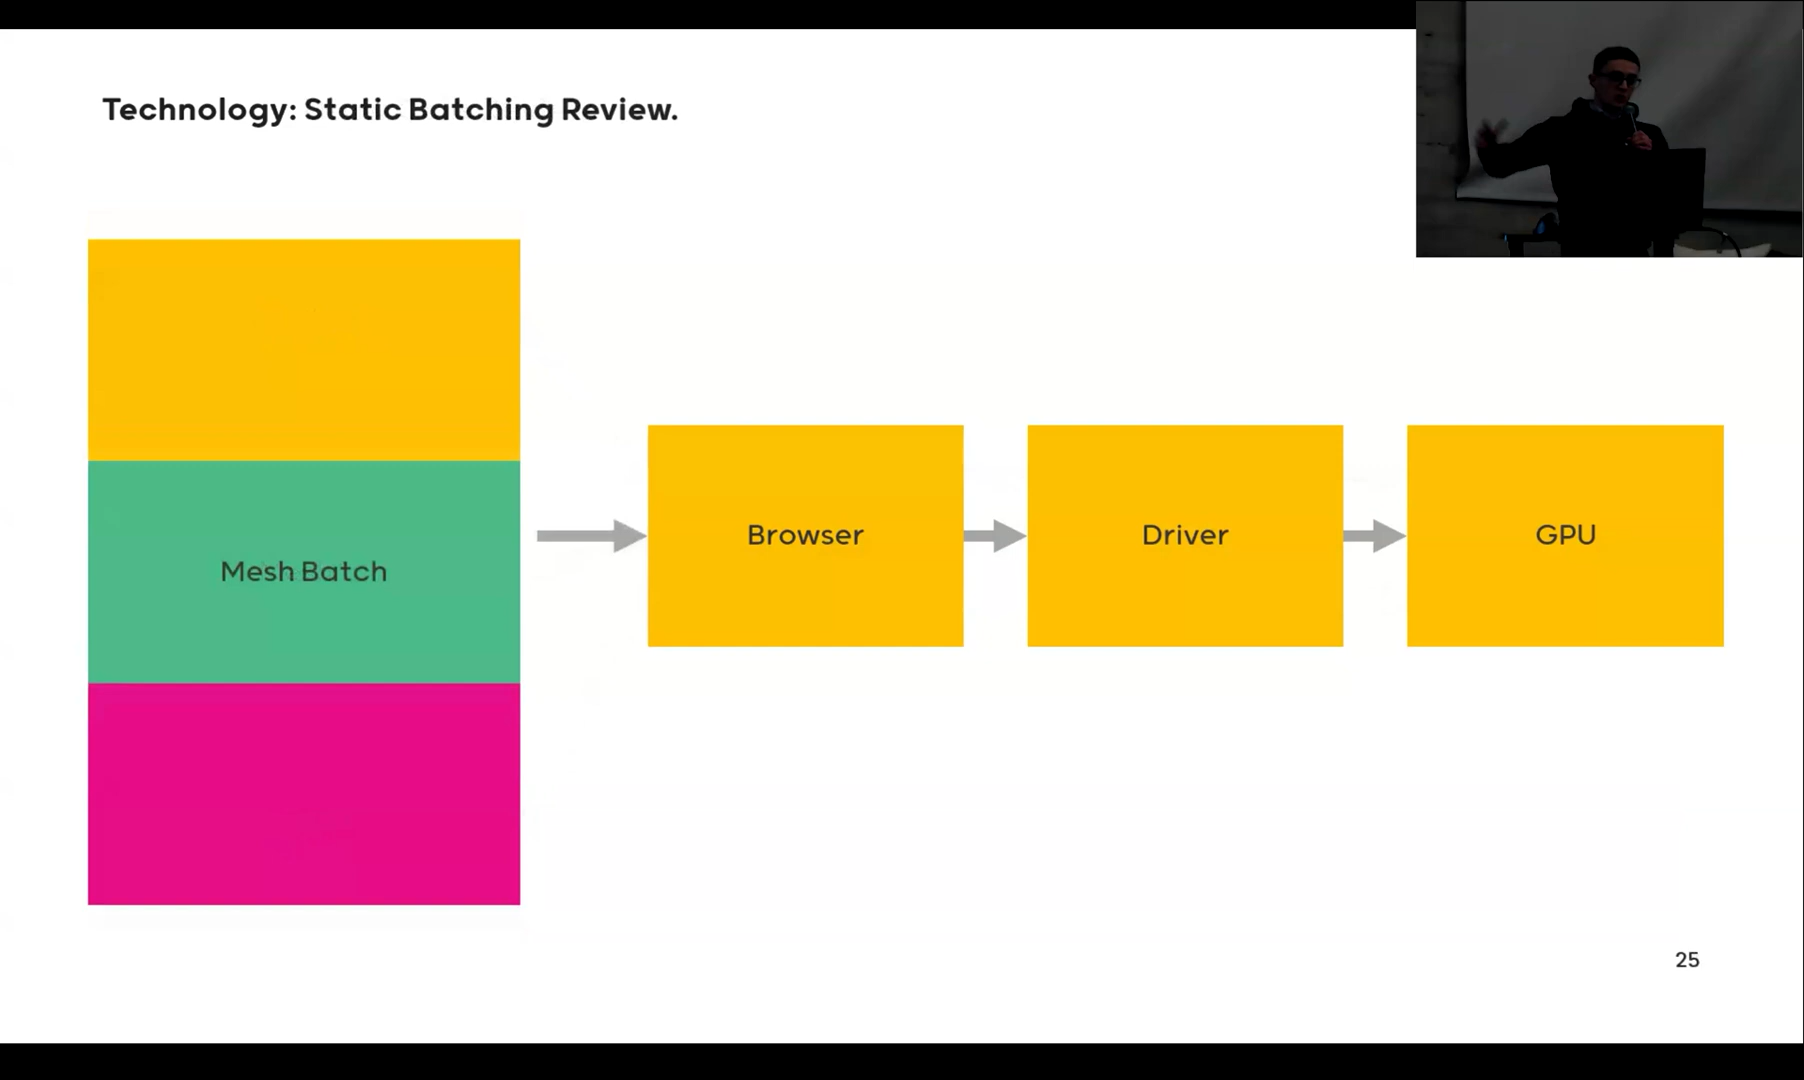 Technology: Static Batching Review.
Mesh Batch
Browser
Driver
GPU
25